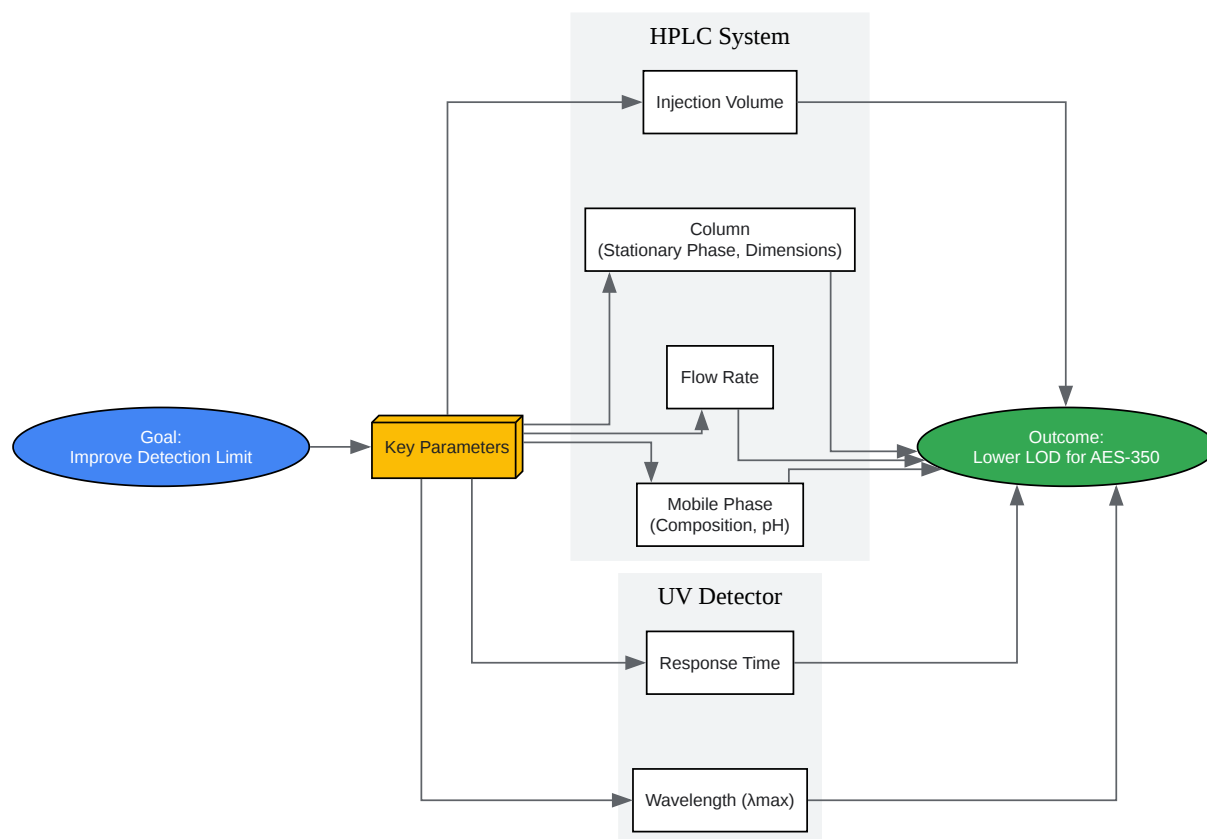 HPLC System
Injection Volume
Column
(Stationary Phase, Dimensions)
Flow Rate
Goal:
Improve Detection Limit
Key Parameters
Outcome:
Lower LOD for AES-350
Mobile Phase
(Composition, pH)
UV Detector
Response Time
Wavelength (λmax)